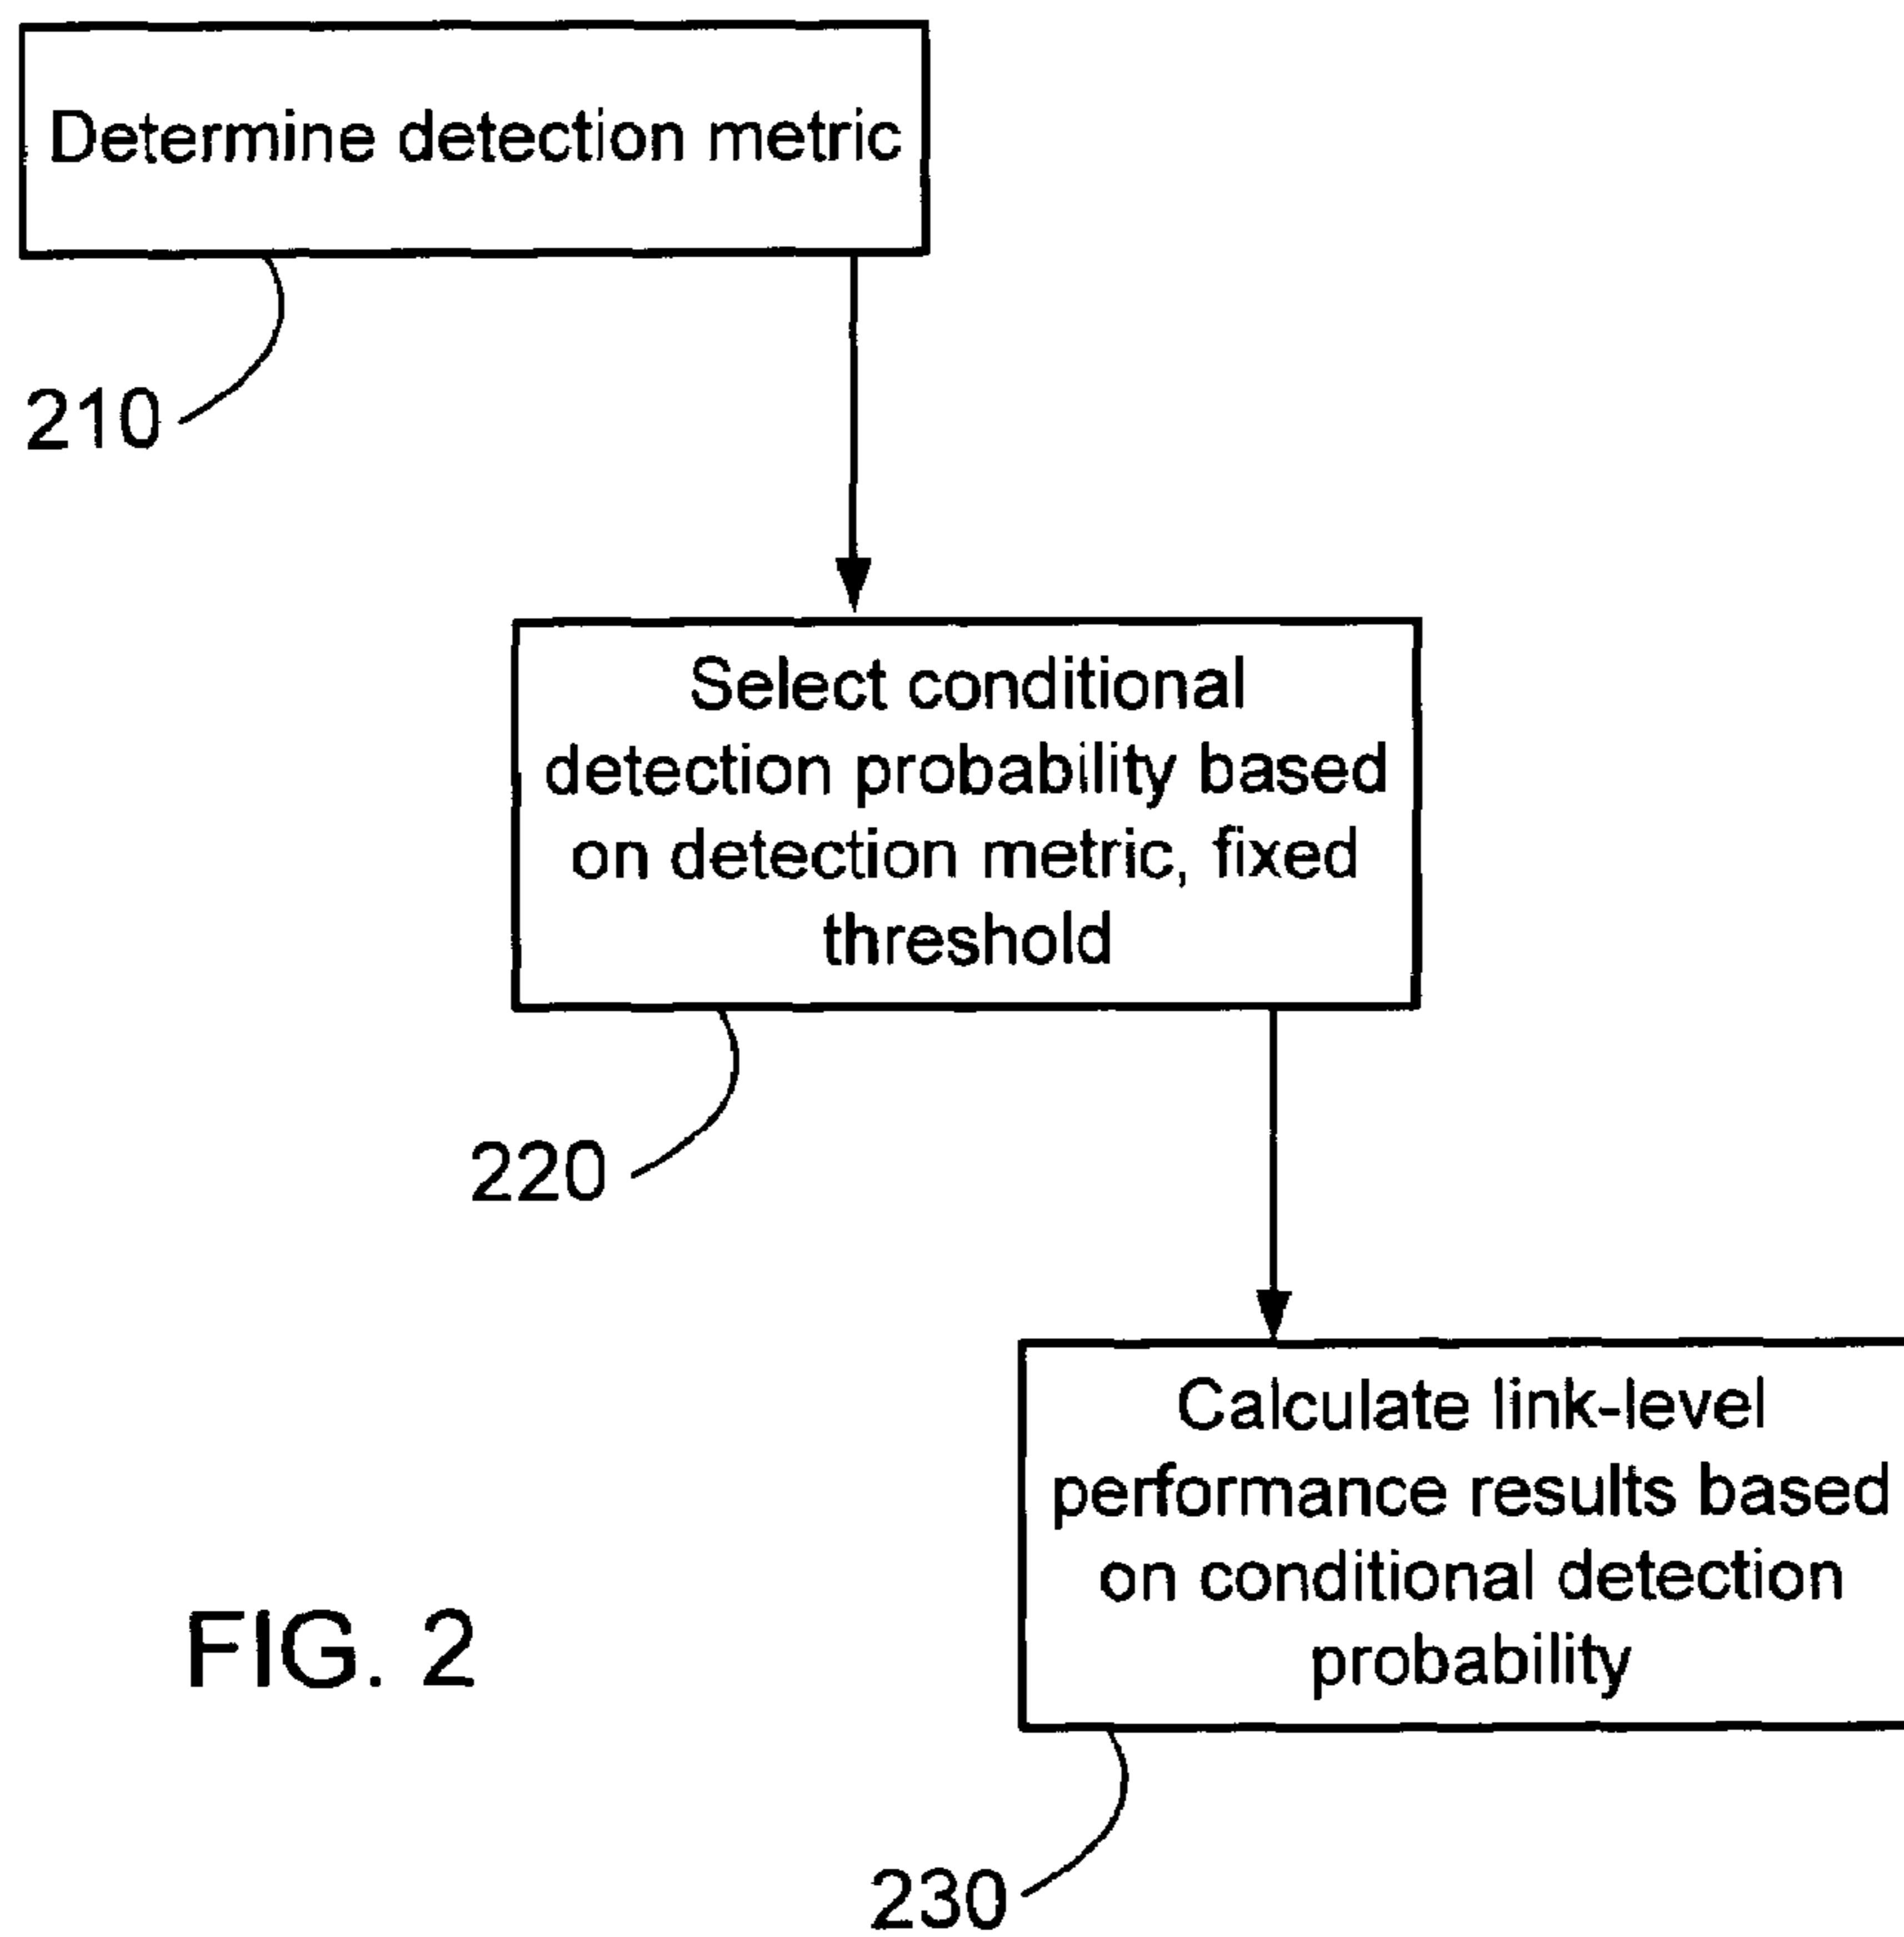 Determine detection metric
210
Select conditional
detection probability based
on detection metric, fixed
threshold
220
Calculate link-level
performance results based
on conditional detection
probability
FIG. 2
230